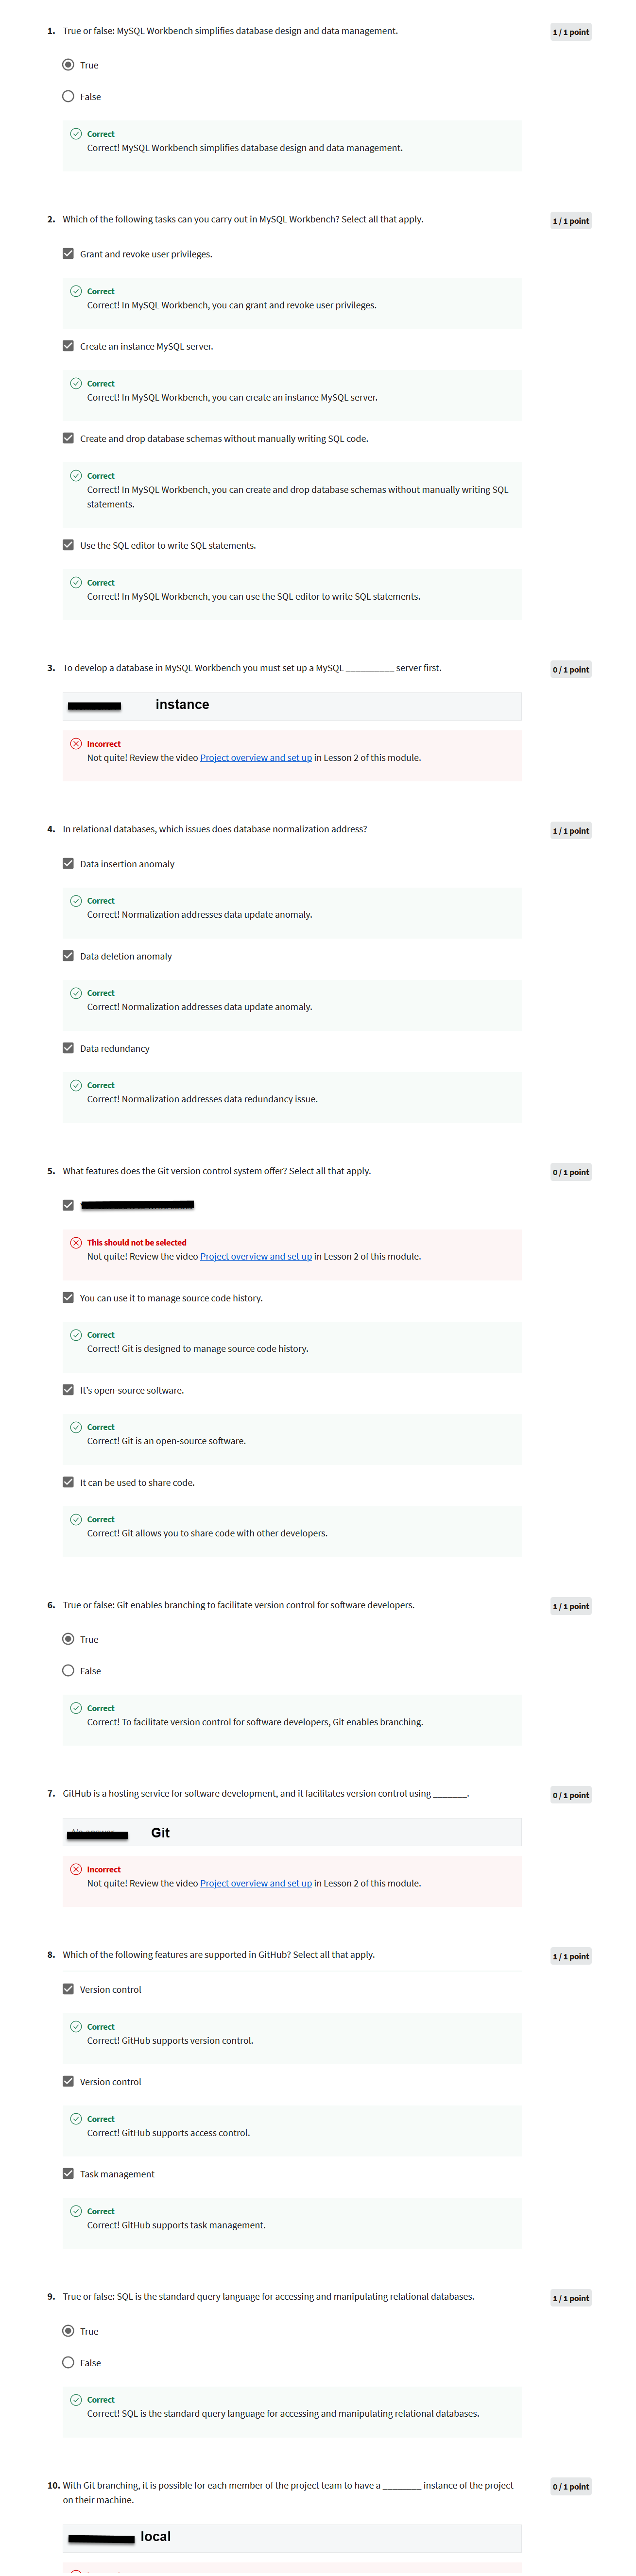 1. True or false: MySQL Workbench simplifies database design and data management.
1 / 1 point
True
False
Correct
Correct! MySQL Workbench simplifies database design and data management.
2. Which of the following tasks can you carry out in MySQL Workbench? Select all that apply.
1 / 1 point
Grant and revoke user privileges.
Correct
Correct! In MySQL Workbench, you can grant and revoke user privileges.
Create an instance MySQL server.
Correct
Correct! In MySQL Workbench, you can create an instance MySQL server.
Create and drop database schemas without manually writing SQL code.
Correct
Correct! In MySQL Workbench, you can create and drop database schemas without manually writing SQL
statements.
Use the SQL editor to write SQL statements.
Correct
Correct! In MySQL Workbench, you can use the SQL editor to write SQL statements.
3. To develop a database in MySQL Workbench you must set up a MySQL __________ server first.
0 / 1 point
instance
Incorrect
Not quite! Review the video Project overview and set up in Lesson 2 of this module.
4. In relational databases, which issues does database normalization address?
1 / 1 point
Data insertion anomaly
Correct
Correct! Normalization addresses data update anomaly.
Data deletion anomaly
Correct
Correct! Normalization addresses data update anomaly.
Data redundancy
Correct
Correct! Normalization addresses data redundancy issue.
5. What features does the Git version control system offer? Select all that apply.
0 / 1 point
This should not be selected
Not quite! Review the video Project overview and set up in Lesson 2 of this module.
You can use it to manage source code history.
Correct
Correct! Git is designed to manage source code history.
It's open-source software.
Correct
Correct! Git is an open-source software.
It can be used to share code.
Correct
Correct! Git allows you to share code with other developers.
6. True or false: Git enables branching to facilitate version control for software developers.
1 / 1 point
True
False
Correct
Correct! To facilitate version control for software developers, Git enables branching.
7. GitHub is a hosting service for software development, and it facilitates version control using _______.
0 / 1 point
Git
Incorrect
Not quite! Review the video Project overview and set up in Lesson 2 of this module.
8. Which of the following features are supported in GitHub? Select all that apply.
1 / 1 point
Version control
Correct
Correct! GitHub supports version control.
Version control
Correct
Correct! GitHub supports access control.
Task management
Correct
Correct! GitHub supports task management.
9. True or false: SQL is the standard query language for accessing and manipulating relational databases.
1 / 1 point
True
False
Correct
Correct! SQL is the standard query language for accessing and manipulating relational databases.
10. With Git branching, it is possible for each member of the project team to have a ________ instance of the project
on their machine.
0 / 1 point
local